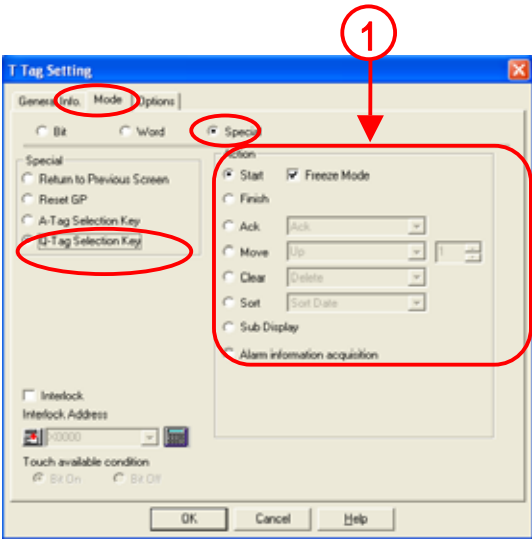 1
T Tag Setting
General Info. Mode Options
Bit Word Special
Special
Return to Previous Screen
Reset GP
A-Tag Selection Key
Q-Tag Selection Key
Action
Start Freeze Mode
Finish
Ack Ack.
Move Up 1
Clear Delete
Sort Sort Date
Sub Display
Alarm information acquisition
Interlock
Interlock Address
X0000
Touch available condition
Bit On Bit Off
OK Cancel Help